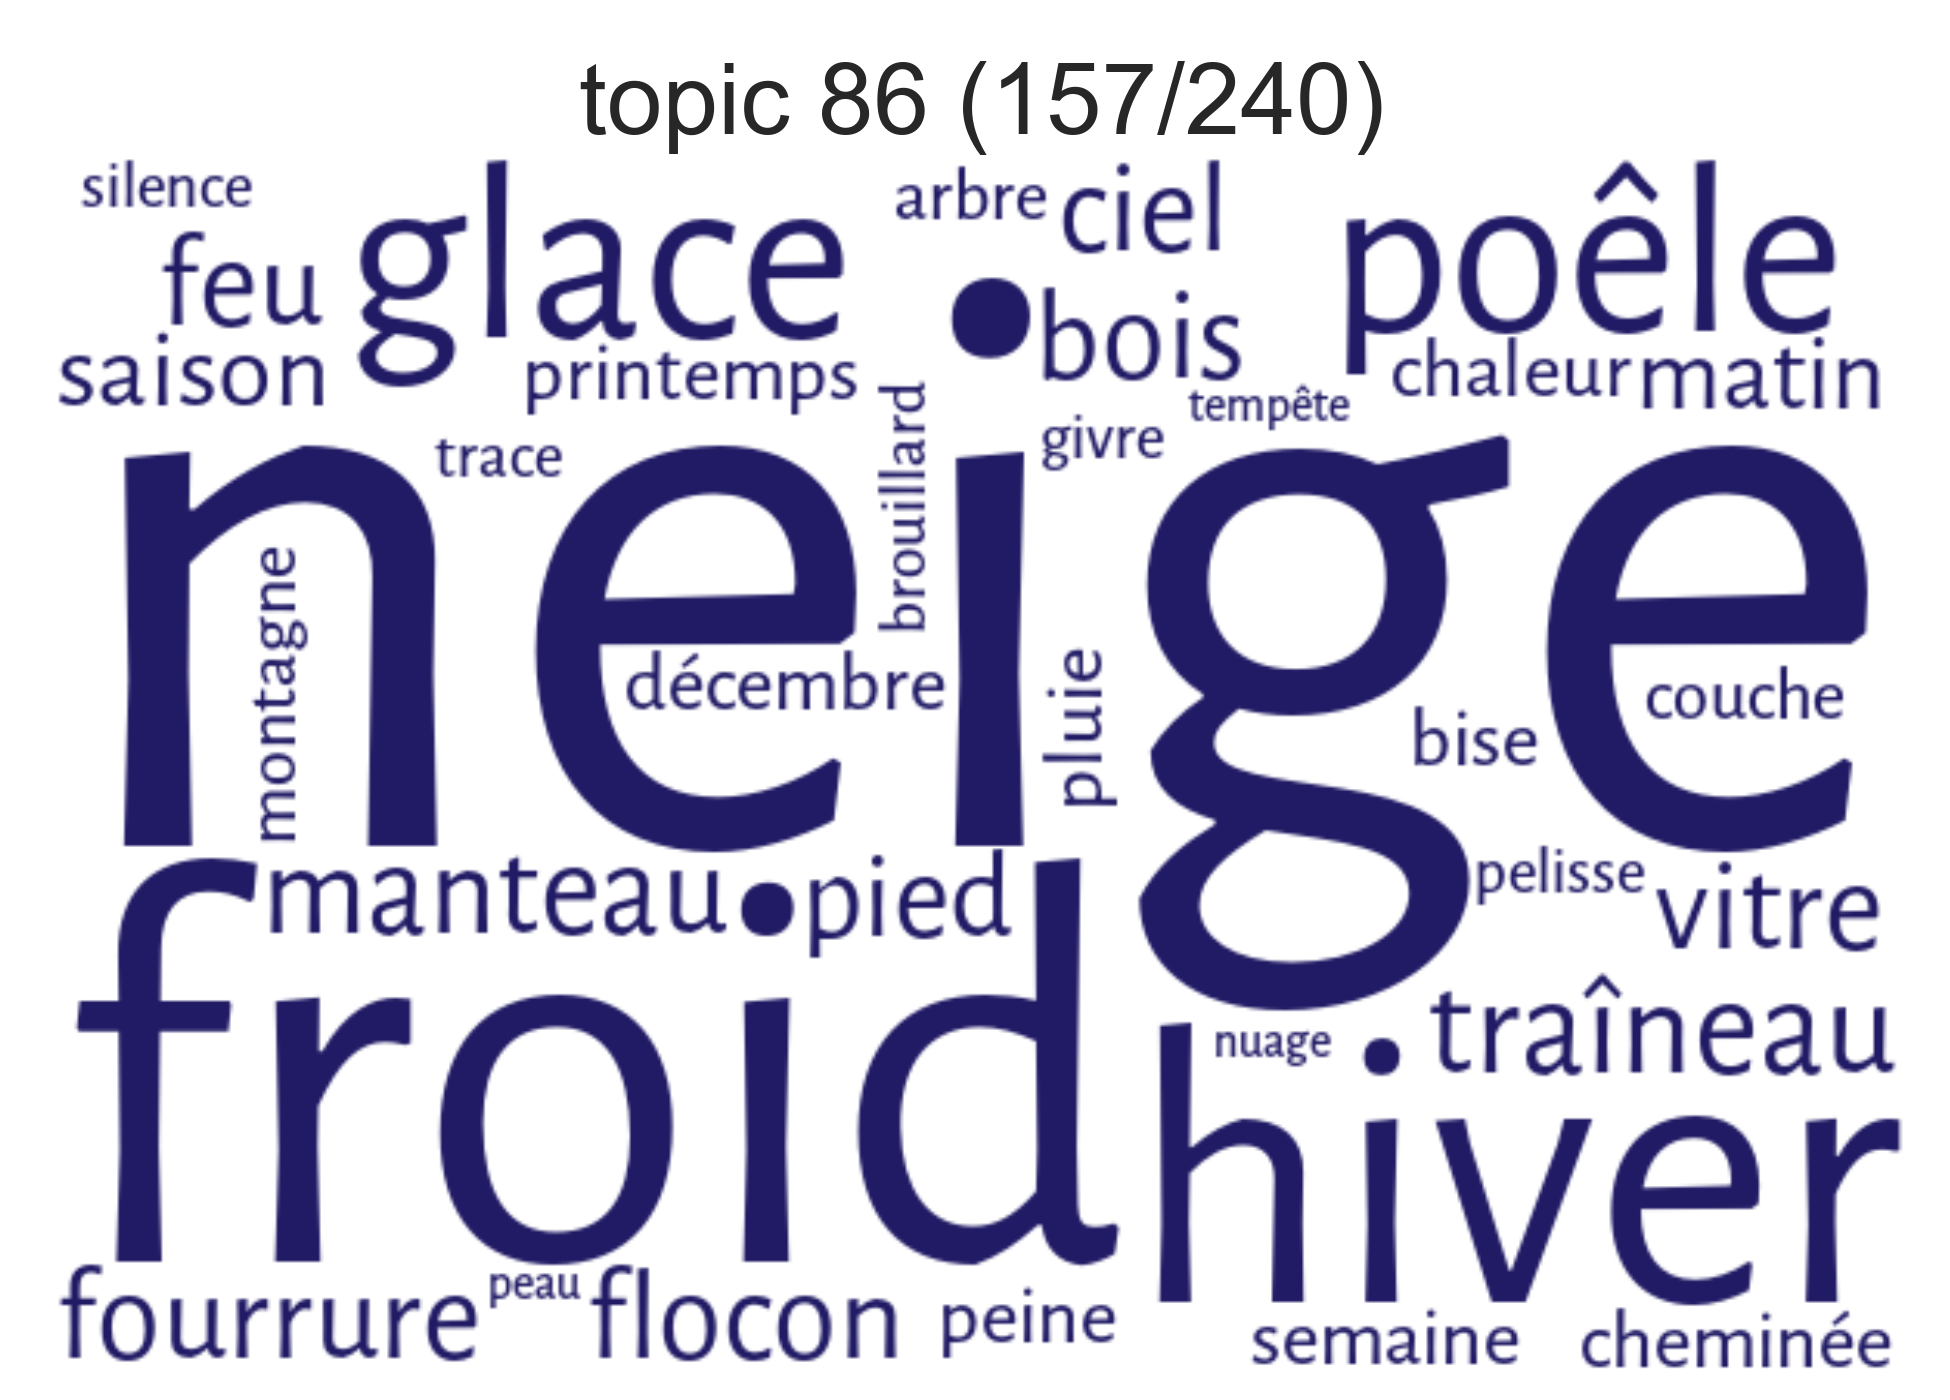 topic 86 (157/240)
silence
glace
arbre
ciel
poêle
feu
bois
saison
printemps
chaleur
matin
tempête
brouillard
givre
trace
neige
montagne
décembre
pluie
couche
bise
manteau
pied
pelisse
vitre
froid
traîneau
nuage
hiver
fourrure
peau
flocon
peine
semaine
cheminée